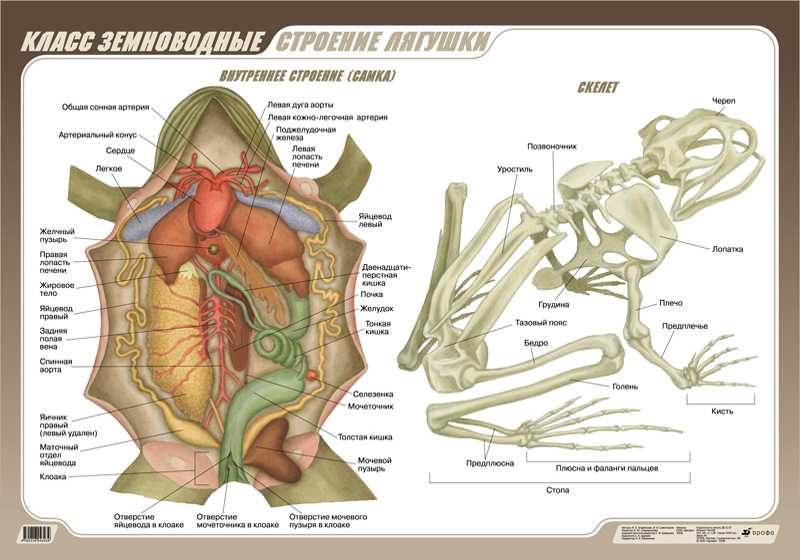 КЛАСС ЗЕМНОВОДНЫЕ СТРОЕНИЕ ЛЯГУШКИ
ВНУТРЕННЕЕ СТРОЕНИЕ (САМКА)
Общая сонная артерия
Артериальный конус
Сердце
Легкое
Желчный
пузырь
Правая
лопасть
печени
Жировое
тело
Яйцевод
правый
Задняя
полая
вена
Спинная
аорта
Яичник
правый
(левый удален)
Маточный
отдел
яйцевода
Клоака
Левая дуга аорты
Левая кожно-легочная артерия
Поджелудочная
железа
Левая
лопасть
печени
Яйцевод
левый
Двенадцати-
перстная
кишка
Почка
Желудок
Тонкая
кишка
Селезенка
Мочеточник
Толстая кишка
Мочевой
пузырь
Отверстие
яйцевода в клоаке
Отверстие
мочеточника в клоаке
Отверстие мочевого
пузыря в клоаке
СКЕЛЕТ
Череп
Позвоночник
Уростиль
Лопатка
Грудина
Плечо
Тазовый пояс
Предплечье
Бедро
Голень
Кисть
Предплюсна
Плюсна и фаланги пальцев
Стопа
дрофа